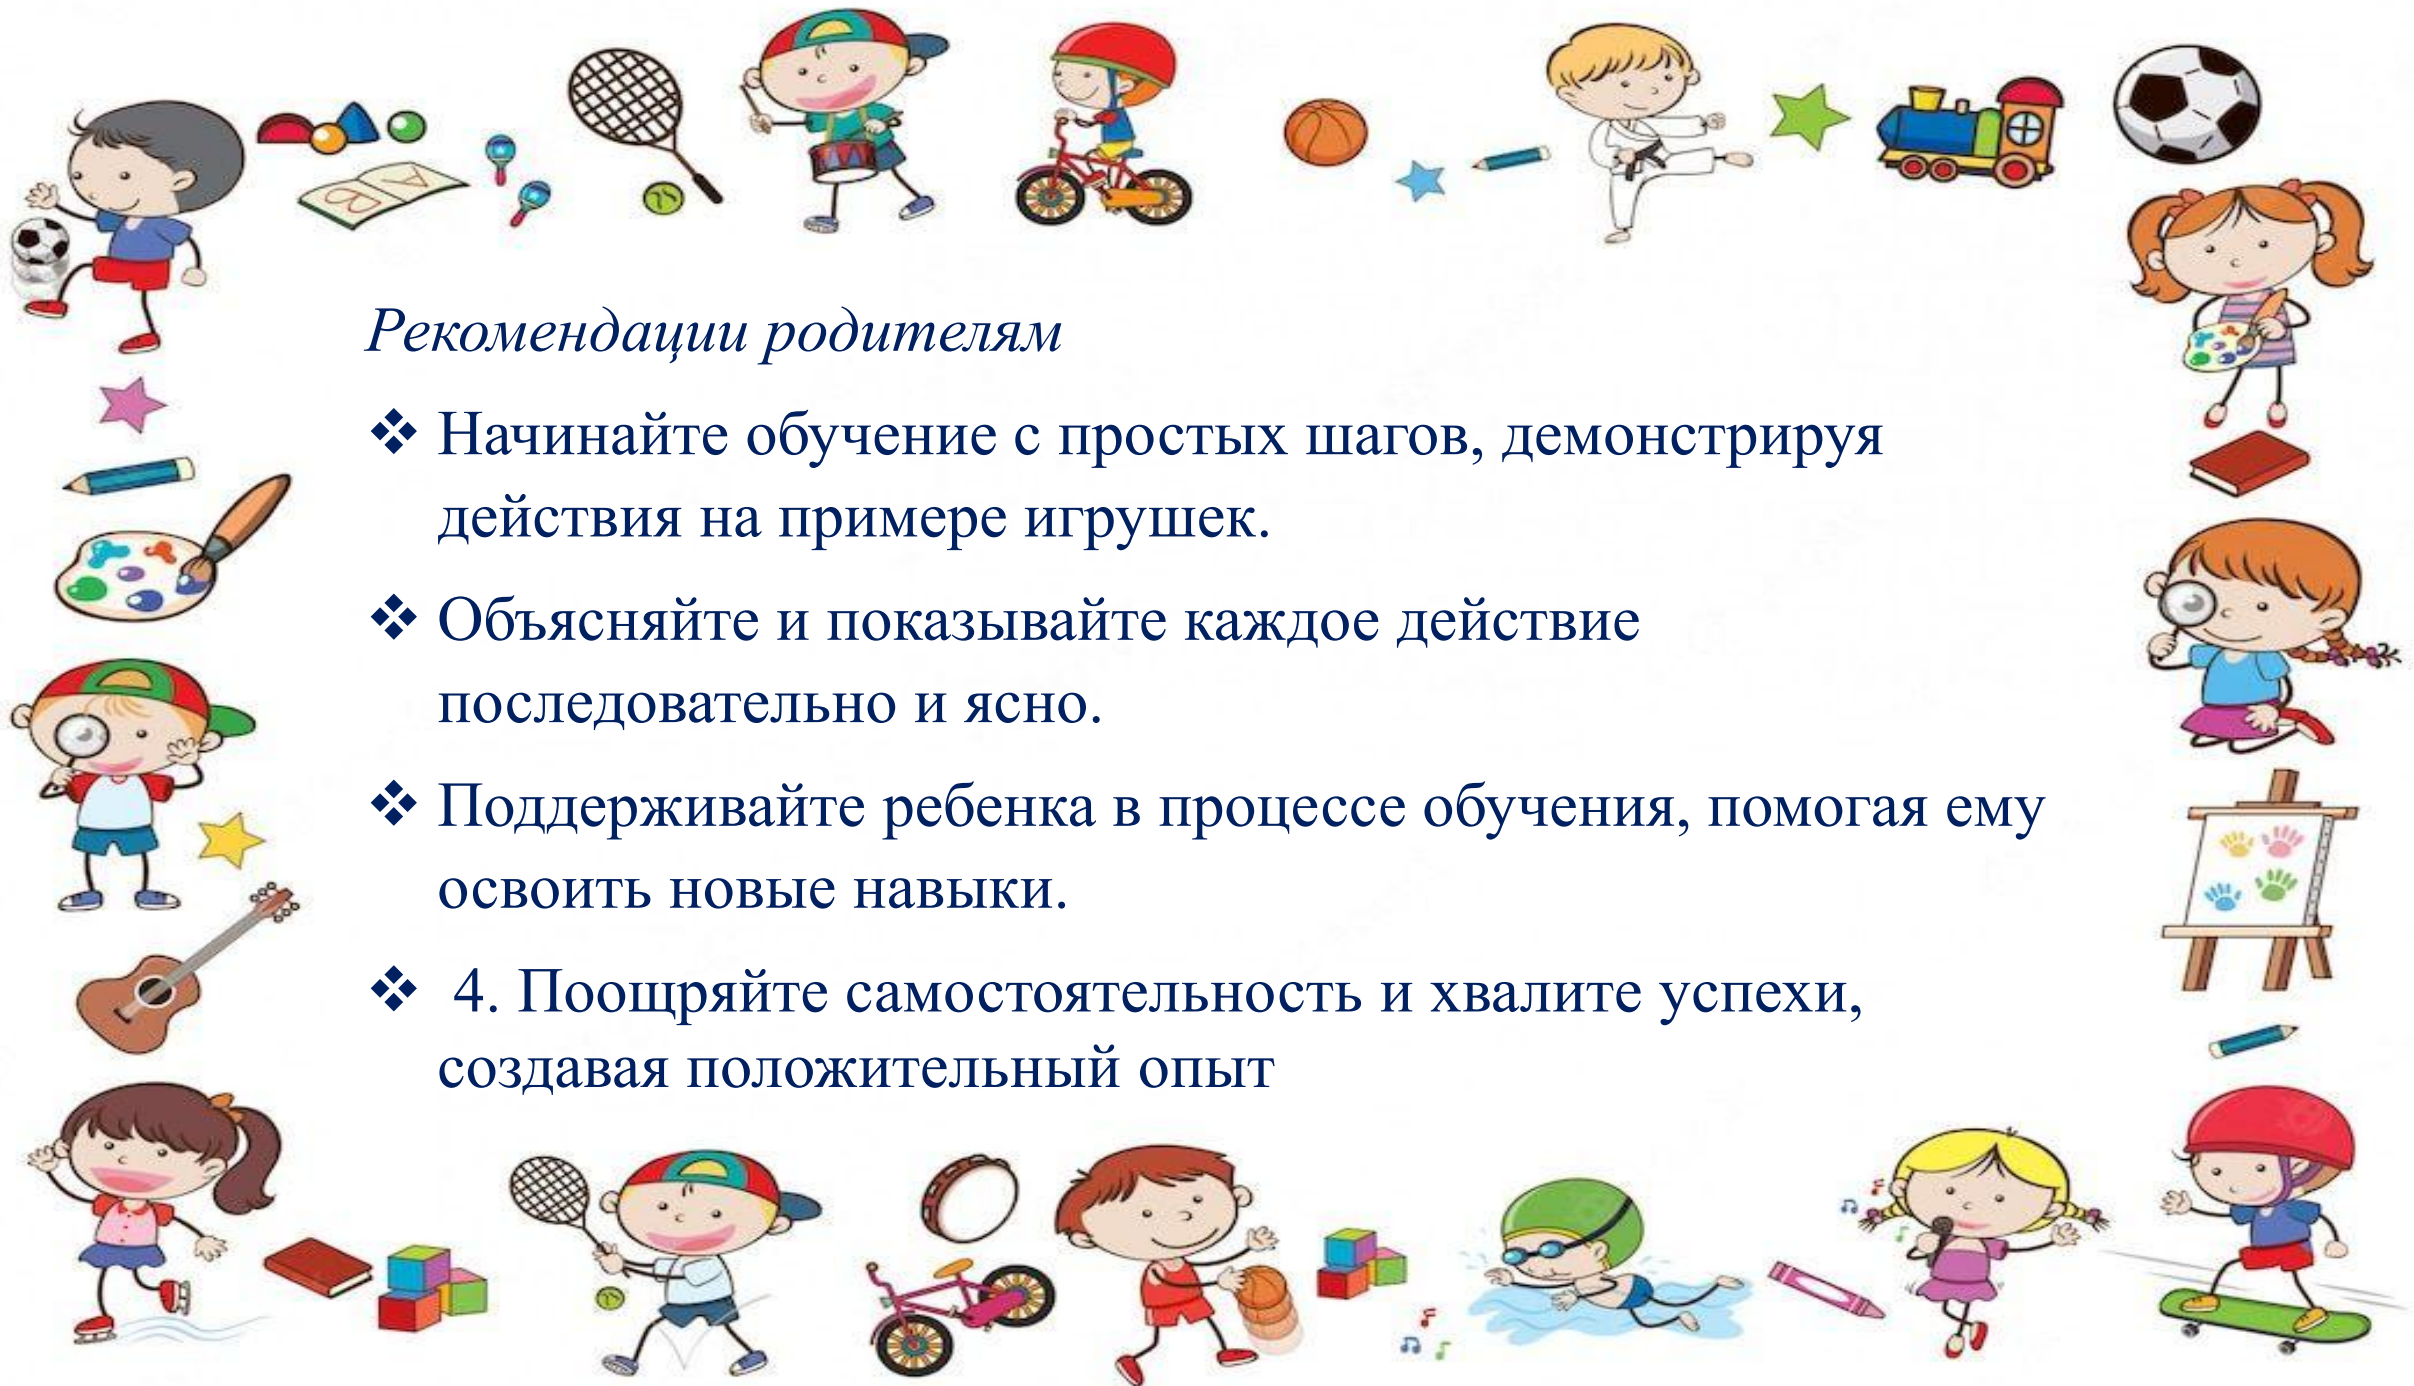 Рекомендации родителям
❖ Начинайте обучение с простых шагов, демонстрируя
действия на примере игрушек.
❖ Объясняйте и показывайте каждое действие
последовательно и ясно.
❖ Поддерживайте ребенка в процессе обучения, помогая ему
освоить новые навыки.
❖ 4. Поощряйте самостоятельность и хвалите успехи,
создавая положительный опыт